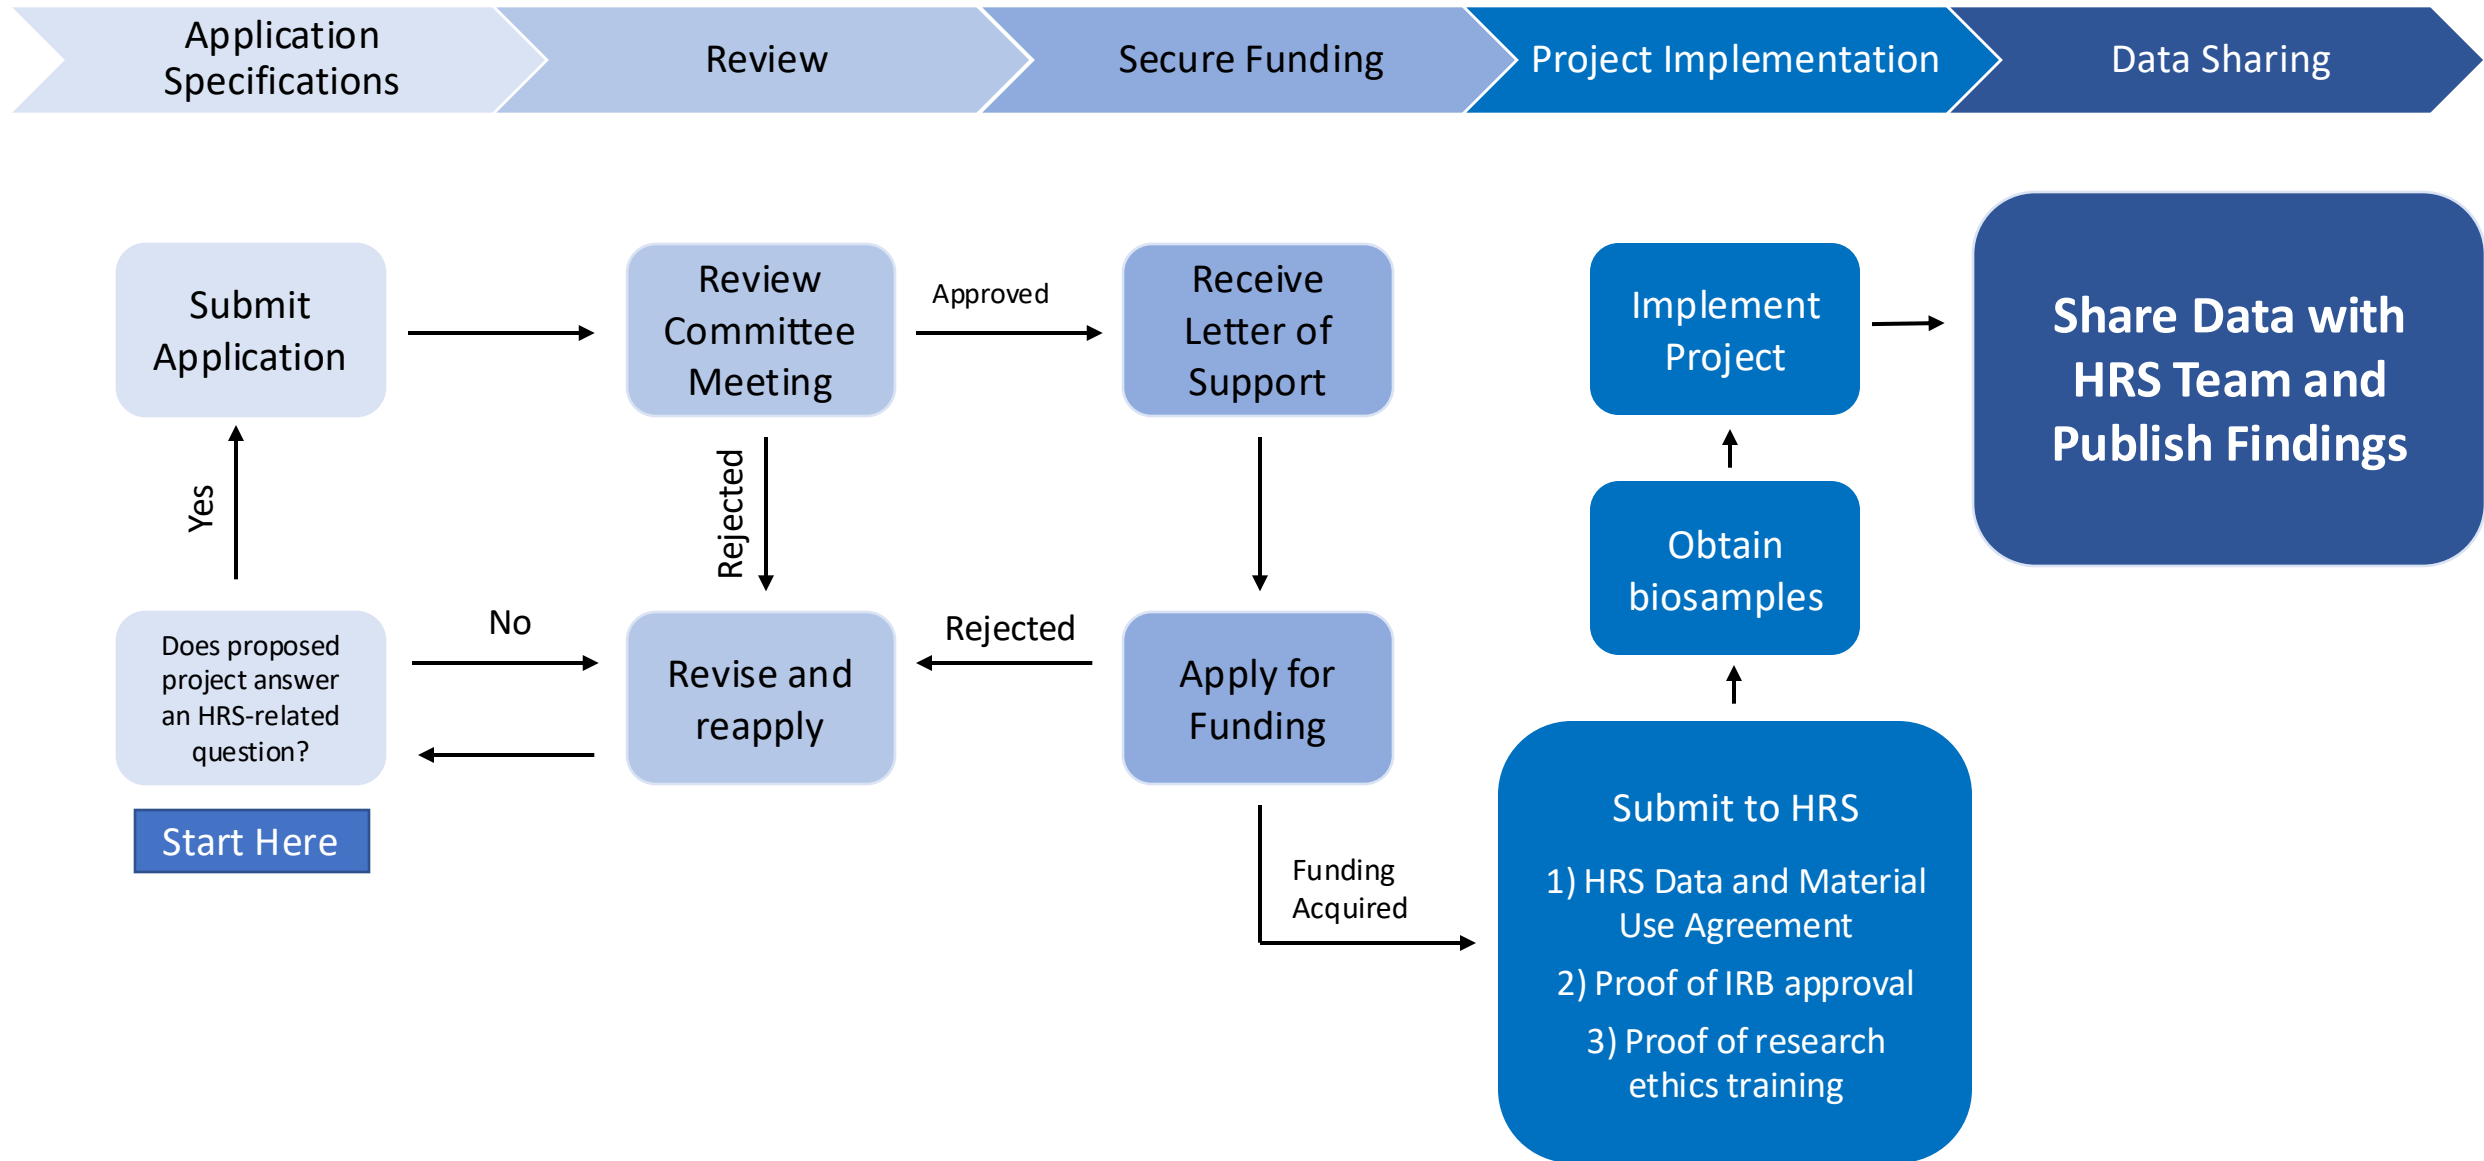 Application
Specifications
Review
Secure Funding
Project Implementation
Data Sharing
Submit
Application
Review
Committee
Meeting
Approved
Receive
Letter of
Support
Implement
Project
Share Data with
HRS Team and
Publish Findings
Yes
Rejected
Obtain
biosamples
Does proposed
project answer
an HRS-related
question?
No
Revise and
reapply
Rejected
Apply for
Funding
Start Here
Funding
Acquired
Submit to HRS
1) HRS Data and Material
Use Agreement
2) Proof of IRB approval
3) Proof of research
ethics training